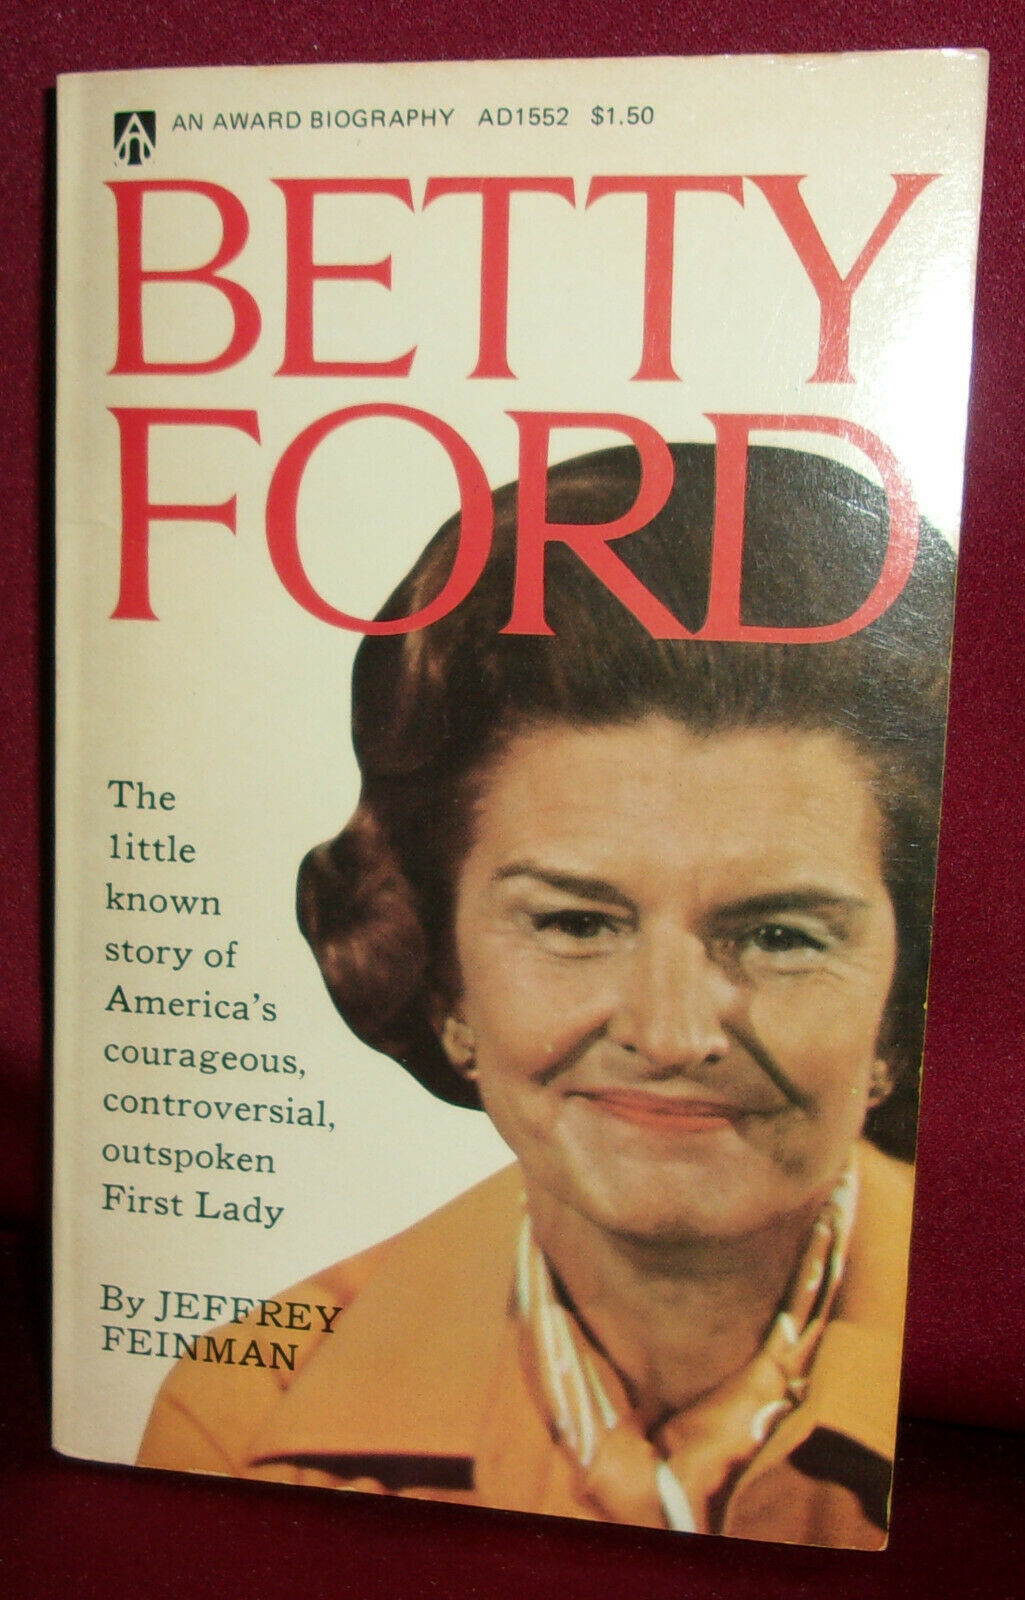 AN AWARD BIOGRAPHY AD1552 $1.50
BETTY
FORD
The
little
known
story of
America's
courageous,
controversial,
outspoken
First Lady
By JEFFREY
FEINMAN